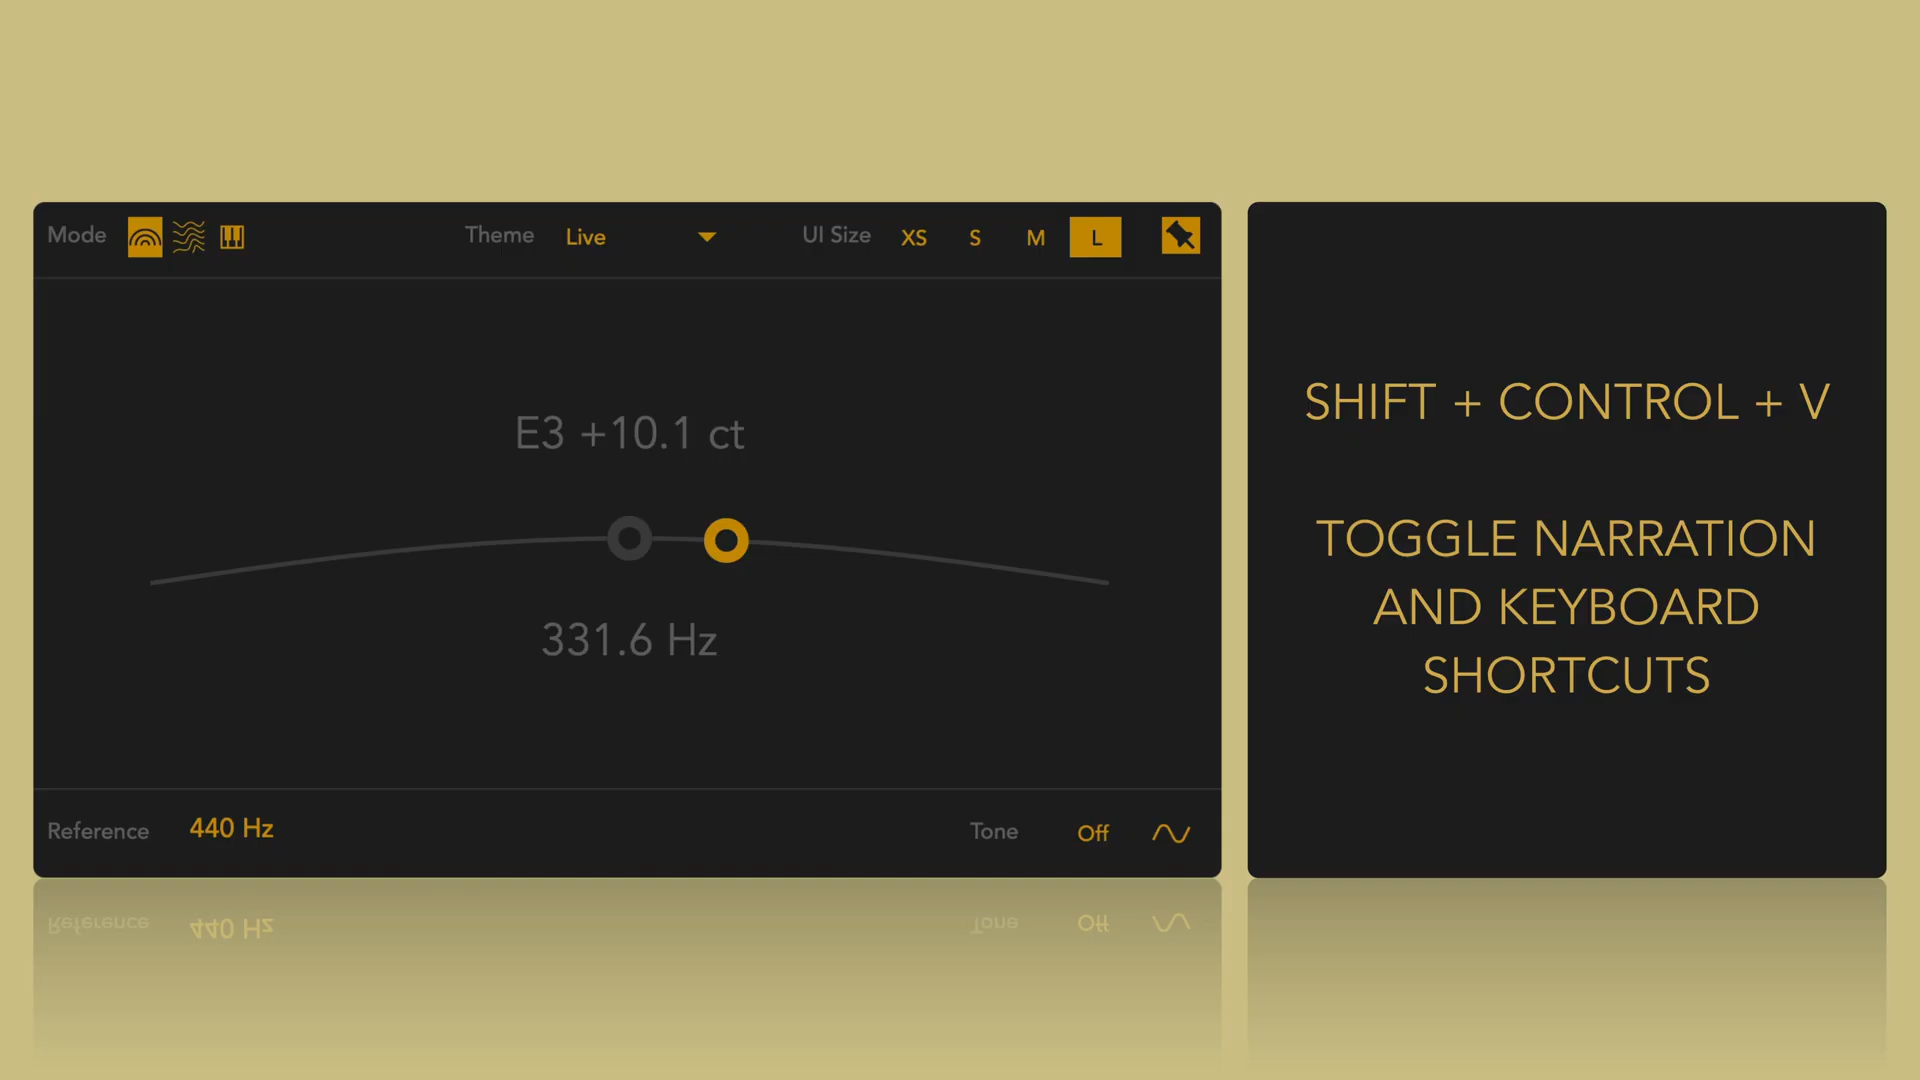 Mode Theme Live UI Size XS S M L
E3 +10.1 ct
331.6 Hz
Reference 440 Hz Tone Off
SHIFT + CONTROL + V
TOGGLE NARRATION
AND KEYBOARD
SHORTCUTS